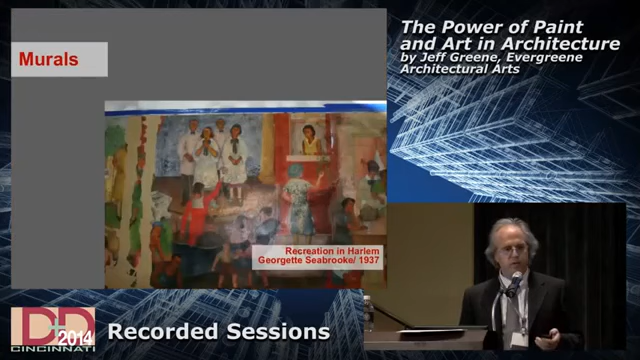 Murals
Recreation in Harlem
Georgette Seabrooke/ 1937
The Power of Paint
and Art in Architecture
by Jeff Greene, Evergreene
Architectural Arts
D+D
2014
CINCINNATI
Recorded Sessions